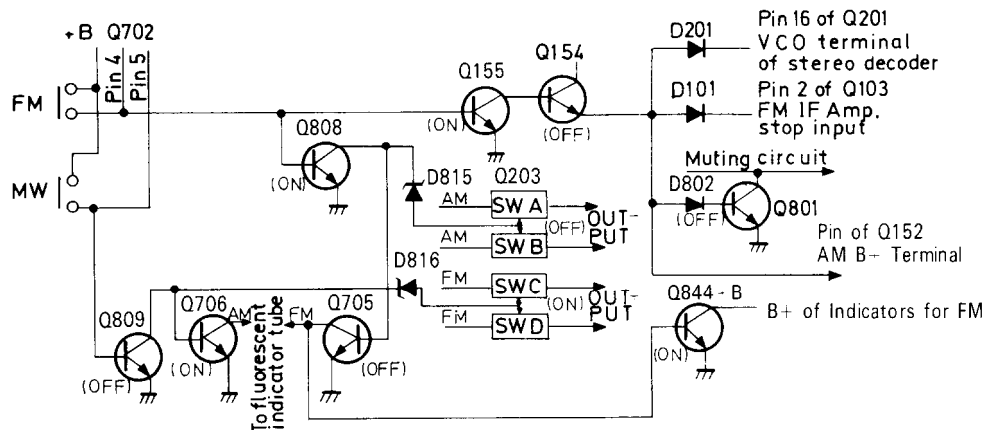 +B
Q702
Pin 4
Pin 5
FM
MW
Q808
(ON)
Q155
(ON)
Q154
(OFF)
D201
Pin 16 of Q201
VCO terminal
of stereo decoder
D101
Pin 2 of Q103
FM IF Amp.
stop input
Muting circuit
D802
(OFF)
Q801
Pin of Q152
AM B+ Terminal
D815
Q203
AM
SW A
(OFF)
OUT-
PUT
AM
SW B
D816
FM
SW C
(ON)
OUT-
PUT
FM
SW D
Q809
(OFF)
Q706
(ON)
AM
To fluorescent
indicator tube
FM
Q705
(OFF)
Q844-B
(ON)
B+ of Indicators for FM